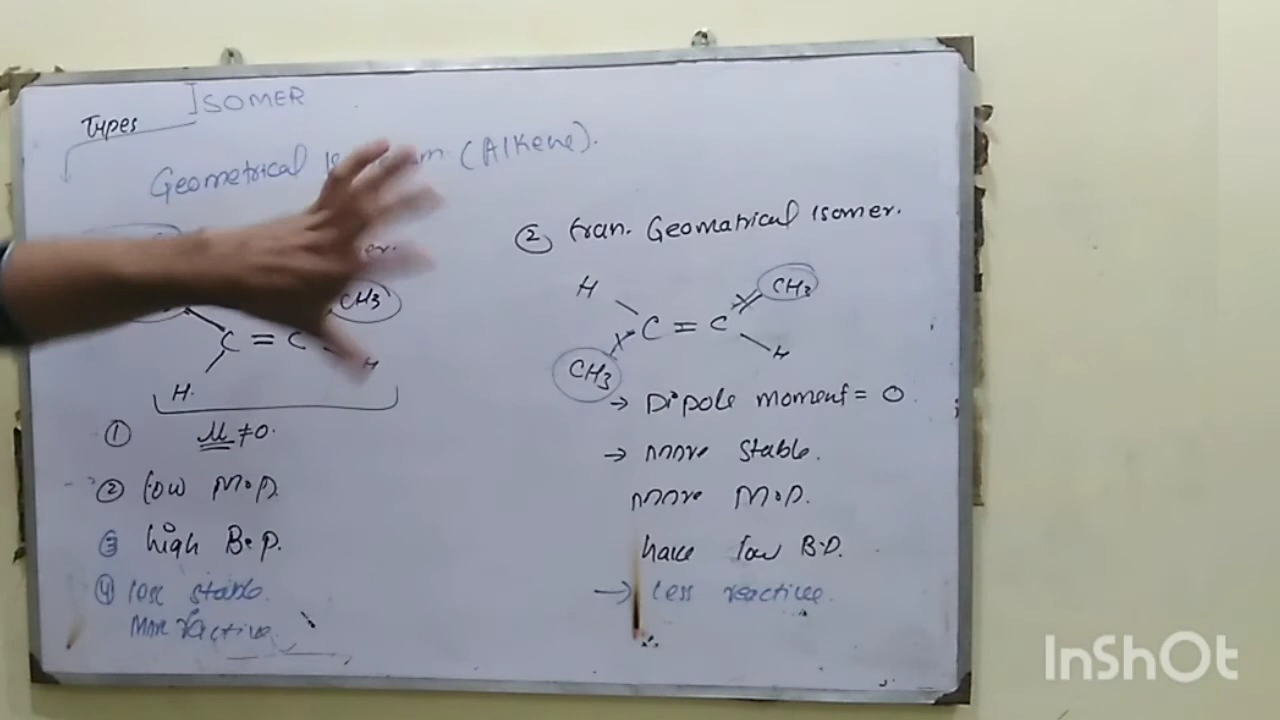 Types ISOMER
Geometrical (Alkene).
CH3
C = C
H. H
① μ ≠ 0.
② Low M.P.
③ high B.P.
④ less stable.
More reactive.
② tran. Geomatrical Isomer.
H CH3
C = C
CH3 H
→ Dipole moment = 0
→ more stable.
more M.P.
have low B.P.
→ less reactive.
InShOt